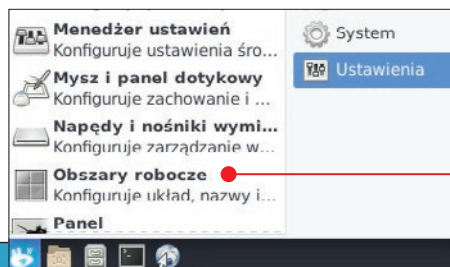 Menedżer ustawień
Konfiguruje ustawienia śro...
Mysz i panel dotykowy
Konfiguruje zachowanie i ...
Napędy i nośniki wymi...
Konfiguruje zarządzanie w...
Obszary robocze
Konfiguruje układ, nazwy i...
Panel
System
Ustawienia